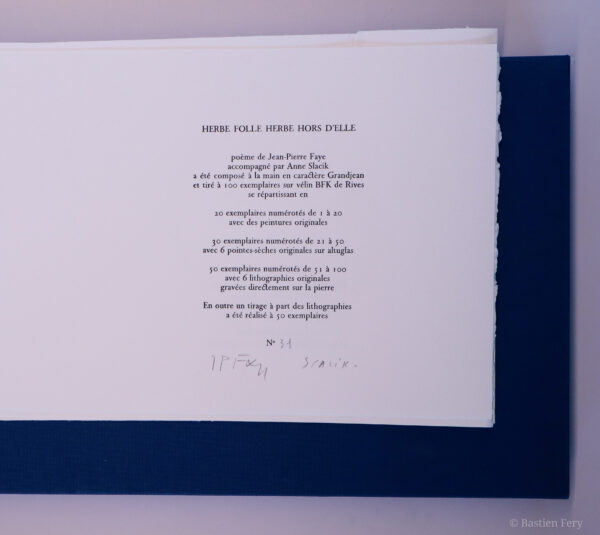 HERBE FOLLE HERBE HORS D'ELLE
poème de Jean-Pierre Faye
accompagné par Anne Slacik
a été composé à la main en caractère Grandjean
et tiré à 100 exemplaires sur vélin BFK de Rives
se répartissant en
20 exemplaires numérotés de 1 à 20
avec des peintures originales
30 exemplaires numérotés de 21 à 50
avec 6 pointes-sèches originales sur altuglas
50 exemplaires numérotés de 51 à 100
avec 6 lithographies originales
gravées directement sur la pierre
En outre un tirage à part des lithographies
a été réalisé à 50 exemplaires
Nº 31
JP Faye Slacik.
© Bastien Fery